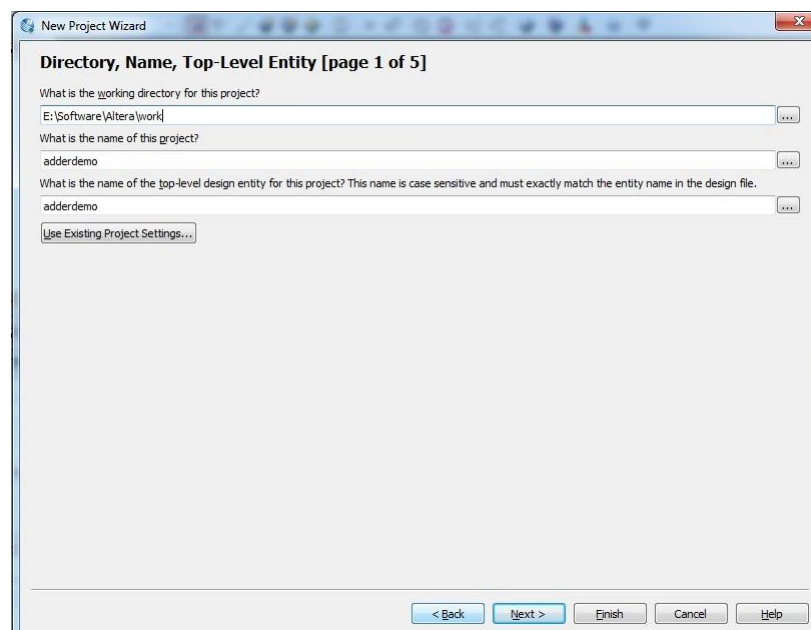 New Project Wizard
Directory, Name, Top-Level Entity [page 1 of 5]
What is the working directory for this project?
E:\Software\Altera\work
...
What is the name of this project?
adderdemo
...
What is the name of the top-level design entity for this project? This name is case sensitive and must exactly match the entity name in the design file.
adderdemo
...
Use Existing Project Settings...
< Back Next > Finish Cancel Help